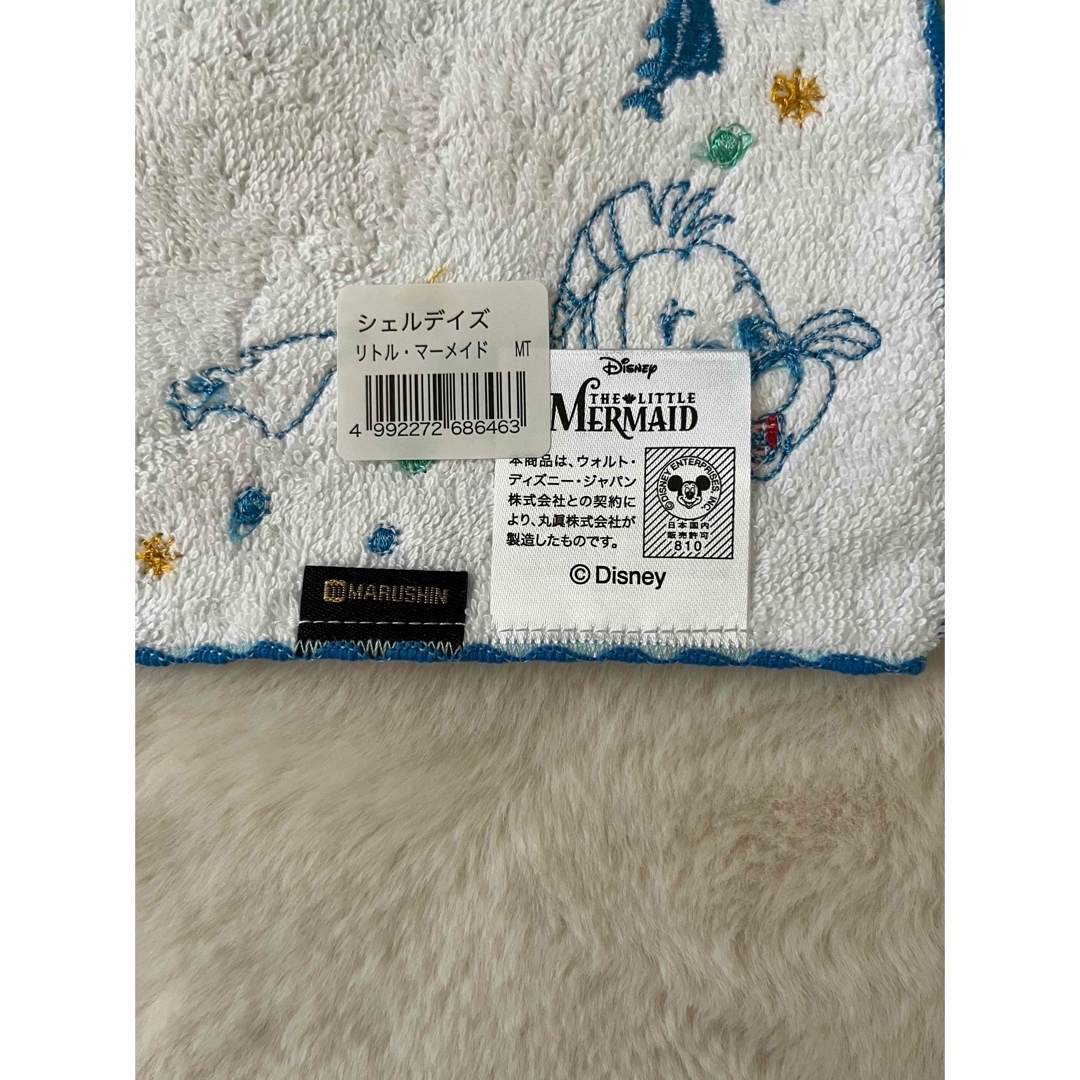 シェルデイズ
リトル・マーメイド MT
4 992272 686463
Disney
THE LITTLE
MERMAID
本商品は、ウォルト・
ディズニー・ジャパン
株式会社との契約に
より、丸眞株式会社が
製造したものです。
©DISNEY ENTERPRISES, INC.
日本国内
販売許可
810
©Disney
MARUSHIN